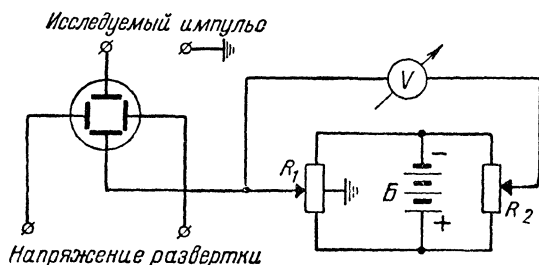 Исследуемый импульс
V
R1
−
Б
+
R2
Напряжение развертки